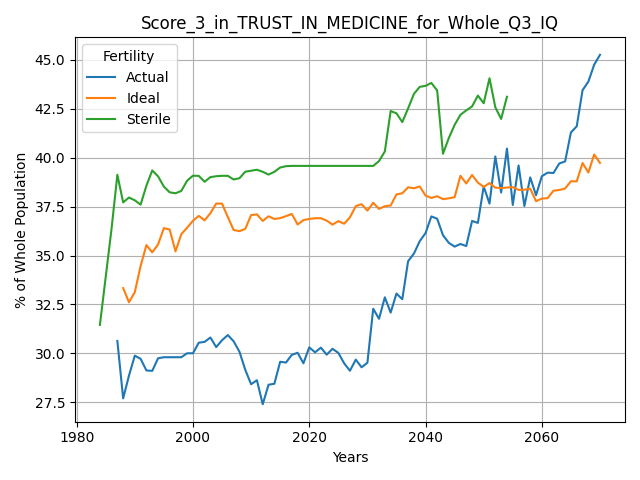 Score_3_in_TRUST_IN_MEDICINE_for_Whole_Q3_IQ
Fertility
Actual
Ideal
Sterile
% of Whole Population
45.0
42.5
40.0
37.5
35.0
32.5
30.0
27.5
1980 2000 2020 2040 2060
Years